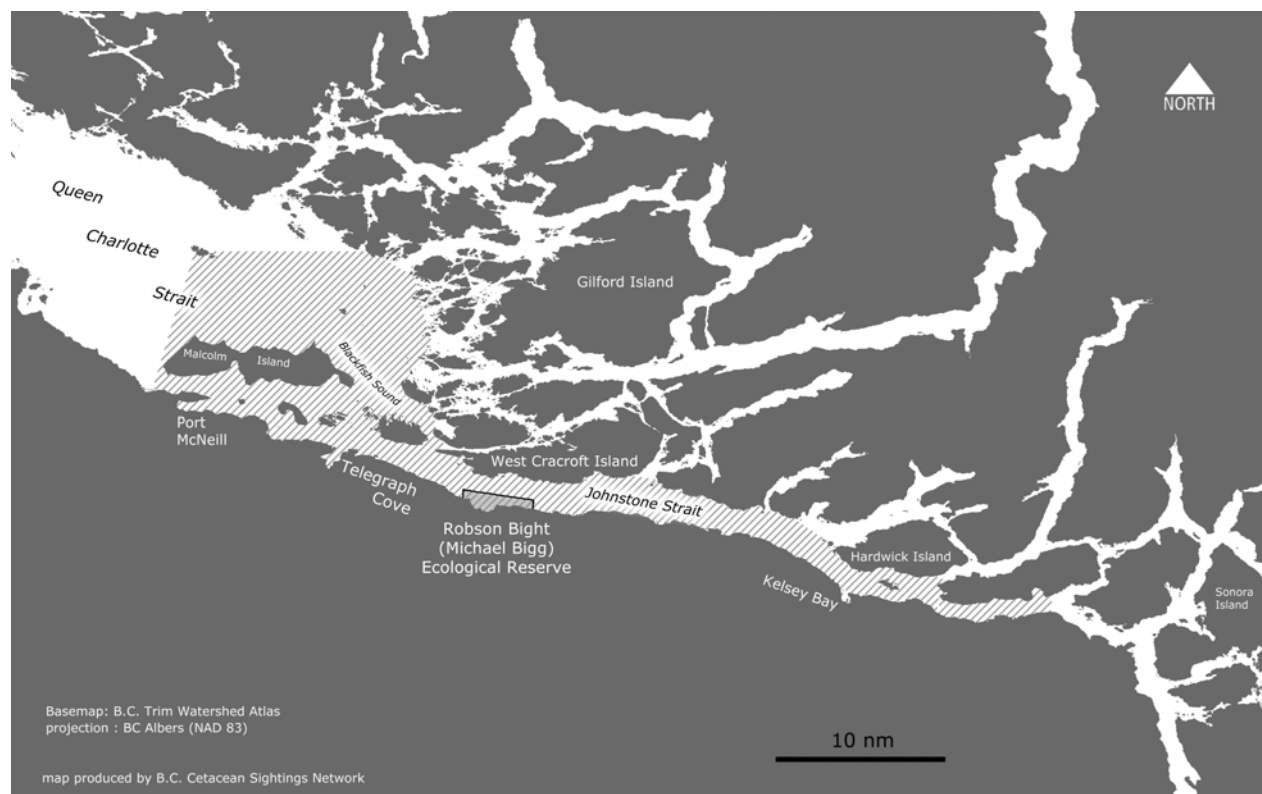 NORTH
Queen
Charlotte
Strait
Gilford Island
Malcolm Island
Blackfish Sound
Port
McNeill
Telegraph
Cove
West Cracroft Island
Johnstone Strait
Robson Bight
(Michael Bigg)
Ecological Reserve
Hardwick Island
Kelsey Bay
Sonora
Island
Basemap: B.C. Trim Watershed Atlas
projection : BC Albers (NAD 83)
10 nm
map produced by B.C. Cetacean Sightings Network